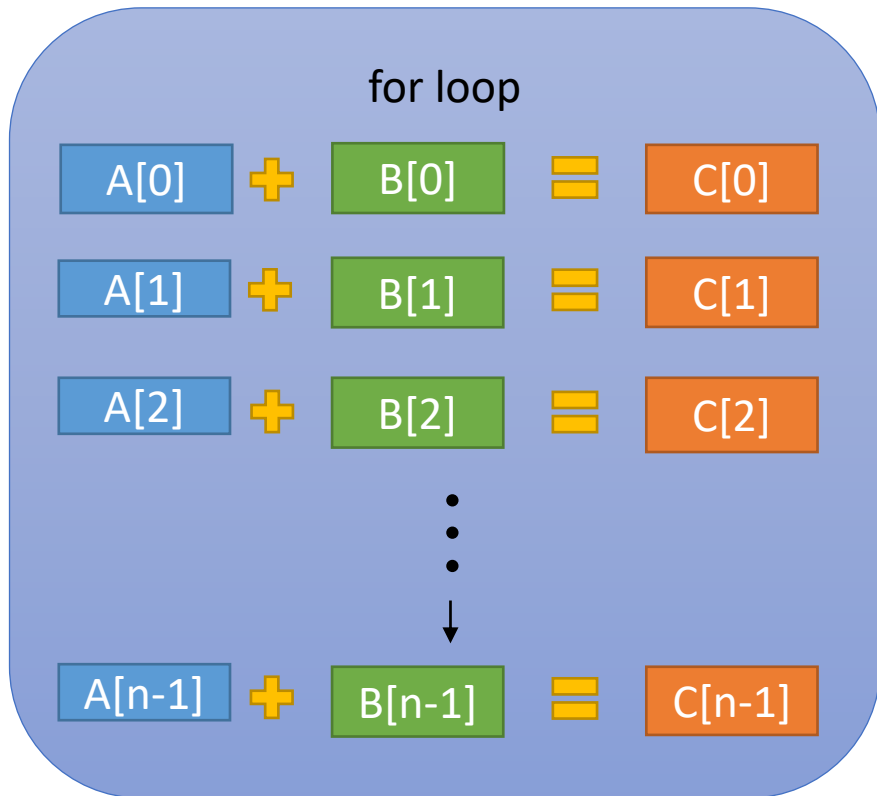 for loop
A[0] + B[0] = C[0]
A[1] + B[1] = C[1]
A[2] + B[2] = C[2]
A[n-1] + B[n-1] = C[n-1]